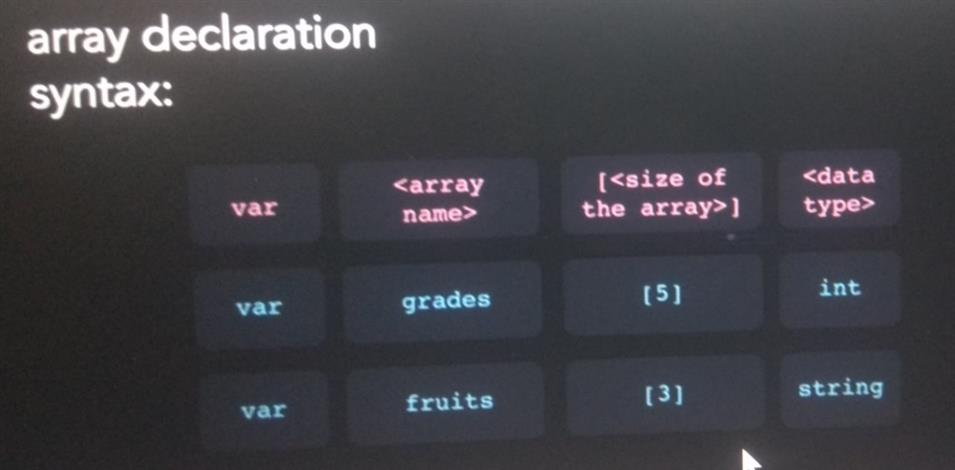 array declaration
syntax:
var <array name> [<size of the array>] <data type>
var grades [5] int
var fruits [3] string